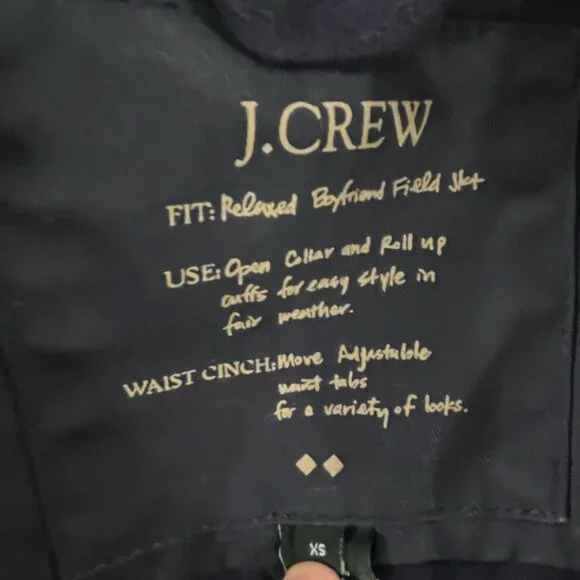 J.CREW
FIT: Relaxed Boyfriend Field Jkt
USE: Open Collar and Roll up
cuffs for easy style in
fair weather.
WAIST CINCH: Move Adjustable
waist tabs
for a variety of looks.
XS